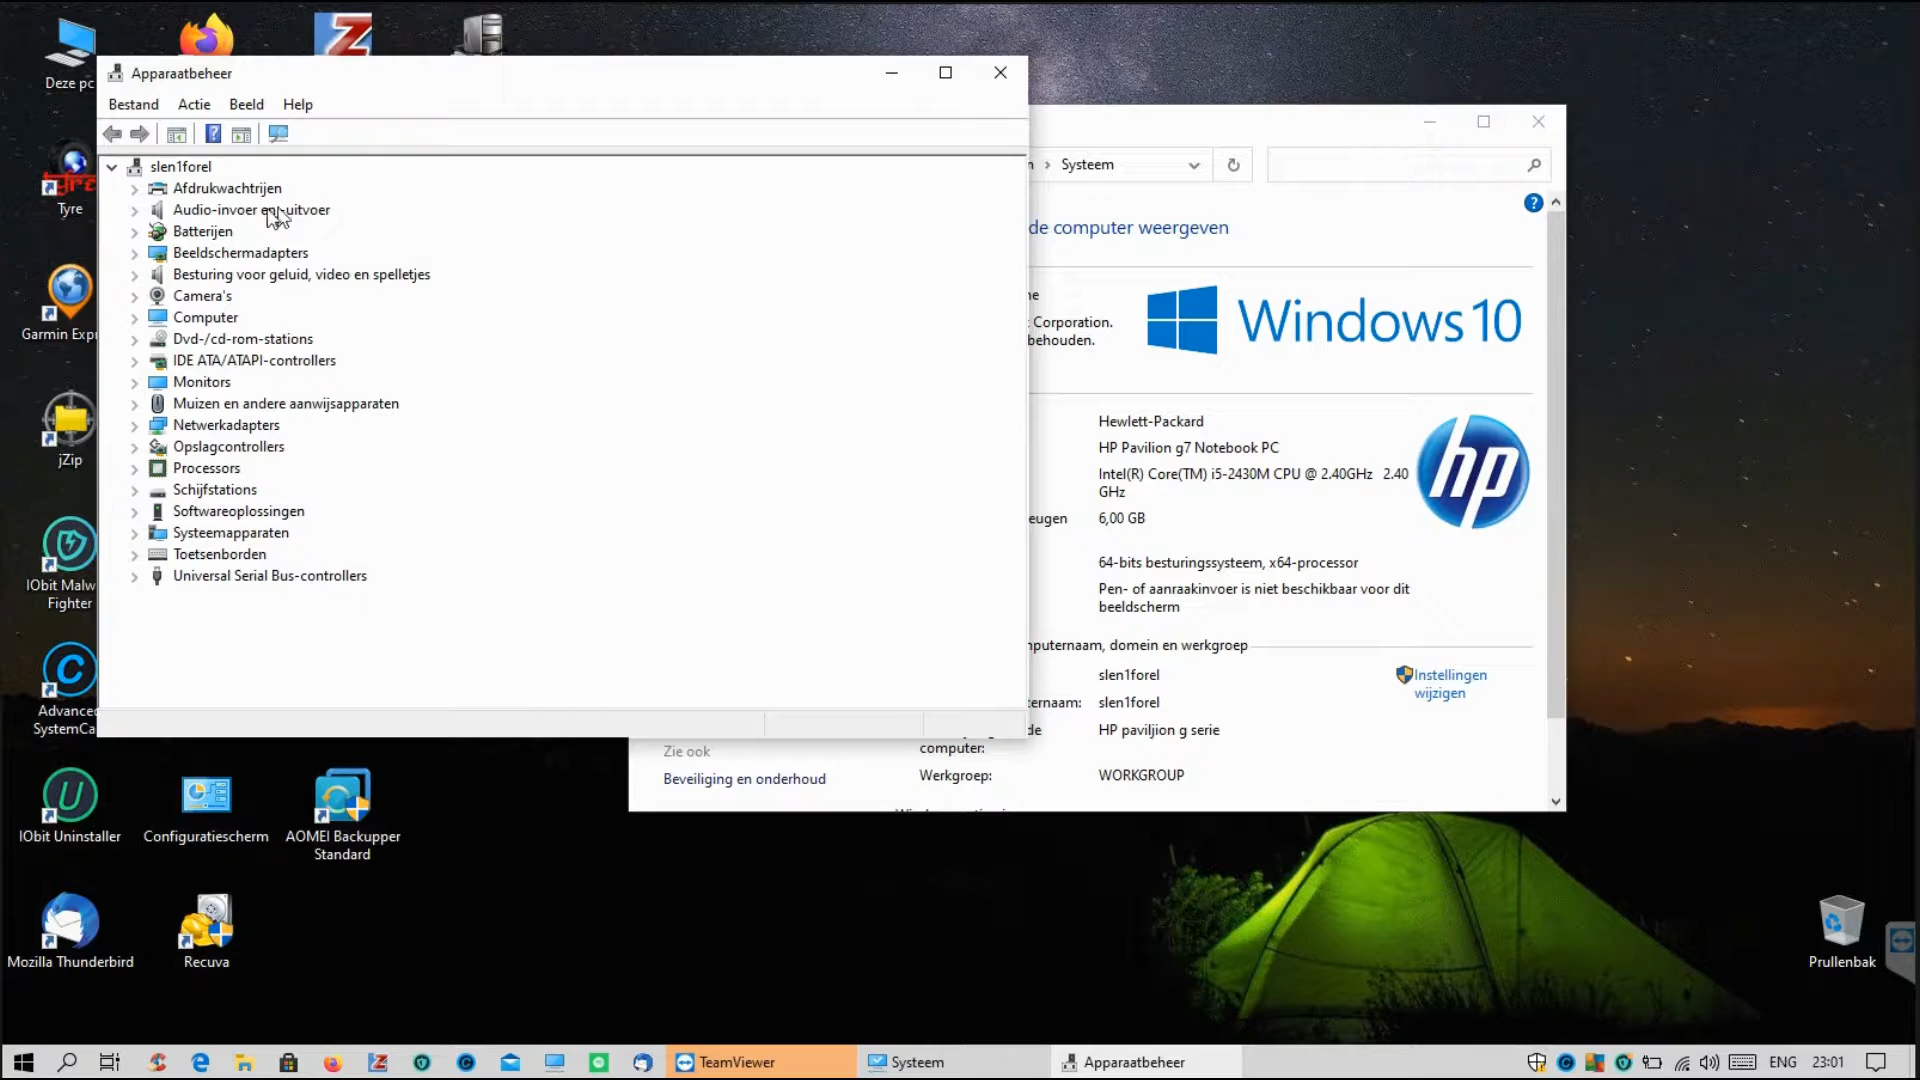 Deze pc
Tyre
Garmin Expr
jZip
IObit Malw
Fighter
Advance
SystemCa
IObit Uninstaller
Configuratiescherm
AOMEI Backupper
Standard
Mozilla Thunderbird
Recuva
Prullenbak
Apparaatbeheer
Bestand Actie Beeld Help
slen1forel
Afdrukwachtrijen
Audio-invoer en -uitvoer
Batterijen
Beeldschermadapters
Besturing voor geluid, video en spelletjes
Camera's
Computer
Dvd-/cd-rom-stations
IDE ATA/ATAPI-controllers
Monitors
Muizen en andere aanwijsapparaten
Netwerkadapters
Opslagcontrollers
Processors
Schijfstations
Softwareoplossingen
Systeemapparaten
Toetsenborden
Universal Serial Bus-controllers
Systeem
de computer weergeven
Corporation.
behouden.
Windows 10
Hewlett-Packard
HP Pavilion g7 Notebook PC
Intel(R) Core(TM) i5-2430M CPU @ 2.40GHz 2.40
GHz
eugen 6,00 GB
64-bits besturingssysteem, x64-processor
Pen- of aanraakinvoer is niet beschikbaar voor dit
beeldscherm
hp
mputernaam, domein en werkgroep
slen1forel
Instellingen
wijzigen
ernaam: slen1forel
de HP paviljion g serie
computer:
Werkgroep: WORKGROUP
Zie ook
Beveiliging en onderhoud
TeamViewer
Systeem
Apparaatbeheer
ENG
23:01